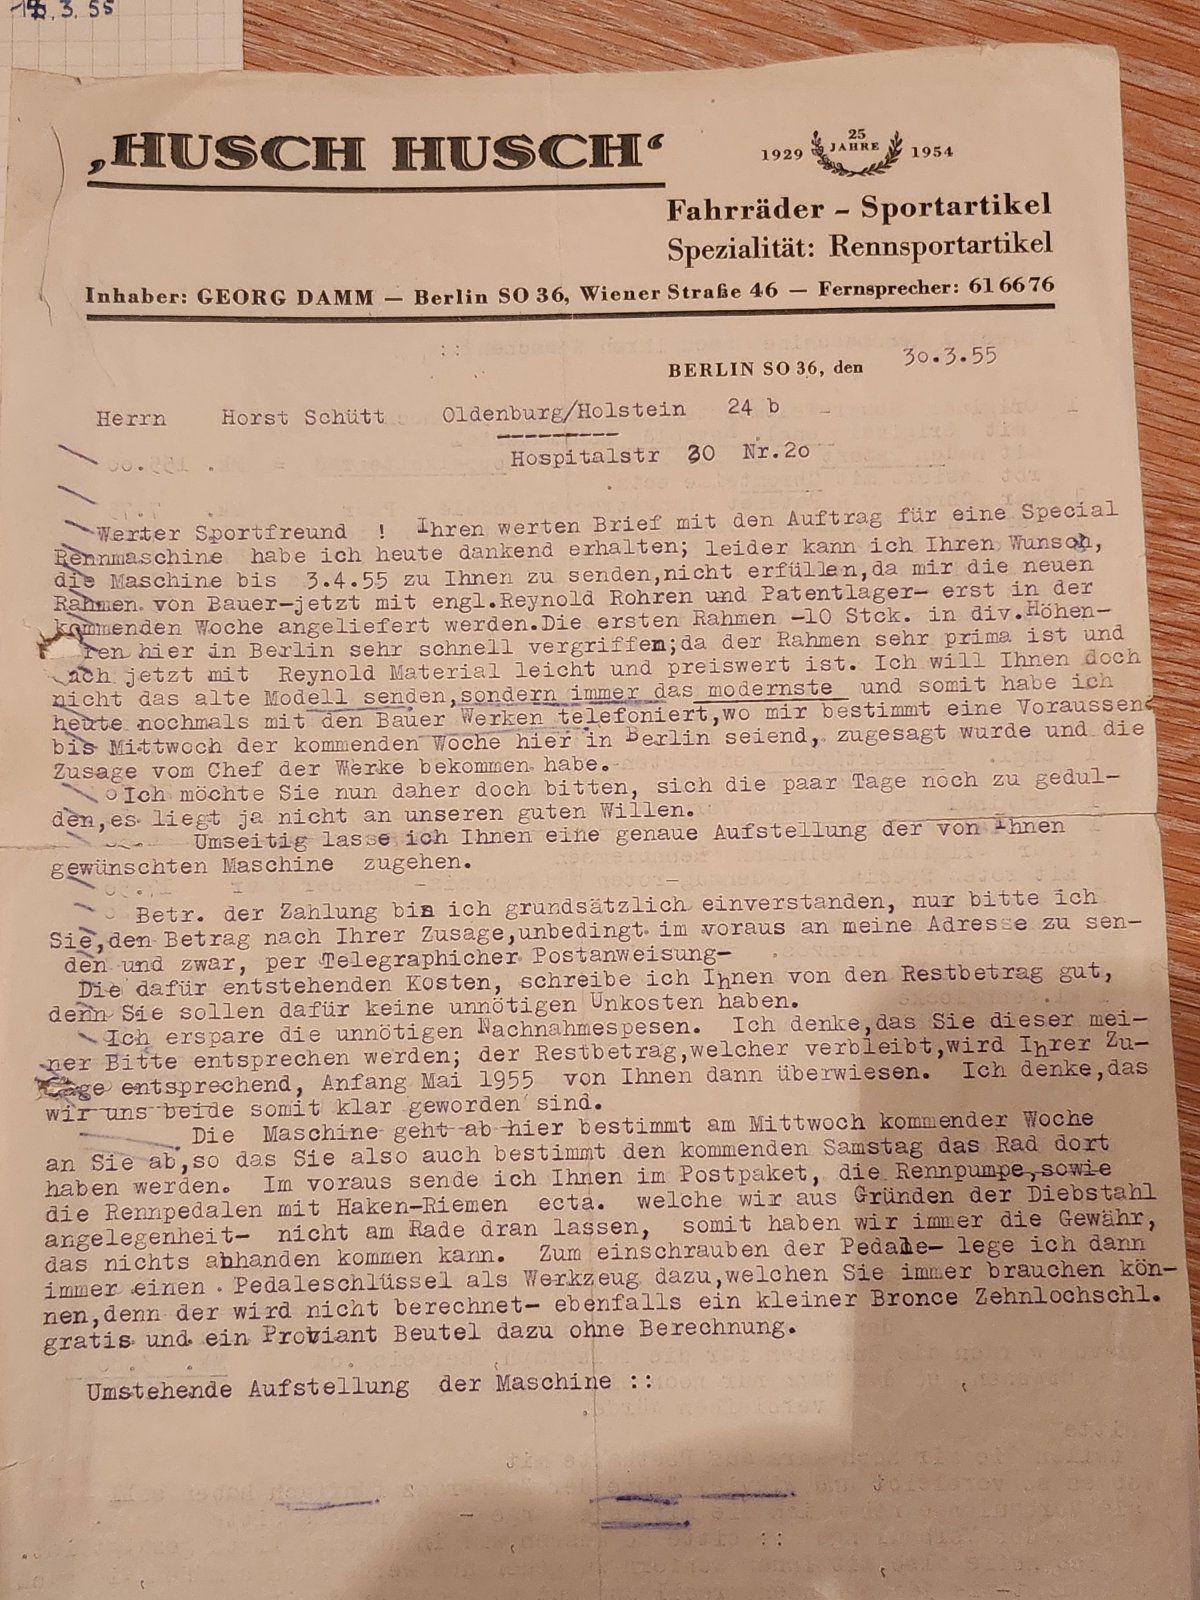 15.3.55
‚HUSCH HUSCH‘
1929 25 JAHRE 1954
Fahrräder – Sportartikel
Spezialität: Rennsportartikel
Inhaber: GEORG DAMM — Berlin SO 36, Wiener Straße 46 — Fernsprecher: 61 66 76
BERLIN SO 36, den 30.3.55
Herrn Horst Schütt Oldenburg/Holstein 24 b
Hospitalstr 30 Nr.20
Werter Sportfreund ! Ihren werten Brief mit den Auftrag für eine Special
Rennmaschine habe ich heute dankend erhalten; leider kann ich Ihren Wunsch,
die Maschine bis 3.4.55 zu Ihnen zu senden,nicht erfüllen,da mir die neuen
Rahmen von Bauer-jetzt mit engl.Reynold Rohren und Patentlager- erst in der
kommenden Woche angeliefert werden.Die ersten Rahmen -10 Stck. in div.Höhen-
ren hier in Berlin sehr schnell vergriffen;da der Rahmen sehr prima ist und
ach jetzt mit Reynold Material leicht und preiswert ist. Ich will Ihnen doch
nicht das alte Modell senden,sondern immer das modernste und somit habe ich
heute nochmals mit den Bauer Werken telefoniert,wo mir bestimmt eine Voraussen
bis Mittwoch der kommenden Woche hier in Berlin seiend, zugesagt wurde und die
Zusage vom Chef der Werke bekommen habe.
Ich möchte Sie nun daher doch bitten, sich die paar Tage noch zu gedul-
den,es liegt ja nicht an unseren guten Willen.
Umseitig lasse ich Ihnen eine genaue Aufstellung der von Ihnen
gewünschten Maschine zugehen.
Betr. der Zahlung bin ich grundsätzlich einverstanden, nur bitte ich
Sie,den Betrag nach Ihrer Zusage,unbedingt im voraus an meine Adresse zu sen-
den und zwar, per Telegraphicher Postanweisung-
Die dafür entstehenden Kosten, schreibe ich Ihnen von den Restbetrag gut,
denn Sie sollen dafür keine unnötigen Unkosten haben.
Ich erspare die unnötigen Nachnahmespesen. Ich denke,das Sie dieser mei-
ner Bitte entsprechen werden; der Restbetrag,welcher verbleibt,wird Ihrer Zu-
ge entsprechend, Anfang Mai 1955 von Ihnen dann überwiesen. Ich denke,das
wir uns beide somit klar geworden sind.
Die Maschine geht ab hier bestimmt am Mittwoch kommender Woche
an Sie ab,so das Sie also auch bestimmt den kommenden Samstag das Rad dort
haben werden. Im voraus sende ich Ihnen im Postpaket, die Rennpumpe,sowie
die Rennpedalen mit Haken-Riemen ecta. welche wir aus Gründen der Diebstahl
angelegenheit- nicht am Rade dran lassen, somit haben wir immer die Gewähr,
das nichts abhanden kommen kann. Zum einschrauben der Pedale- lege ich dann
immer einen Pedaleschlüssel als Werkzeug dazu,welchen Sie immer brauchen kön-
nen,denn der wird nicht berechnet- ebenfalls ein kleiner Bronce Zehnlochschl.
gratis und ein Proviant Beutel dazu ohne Berechnung.
Umstehende Aufstellung der Maschine ::